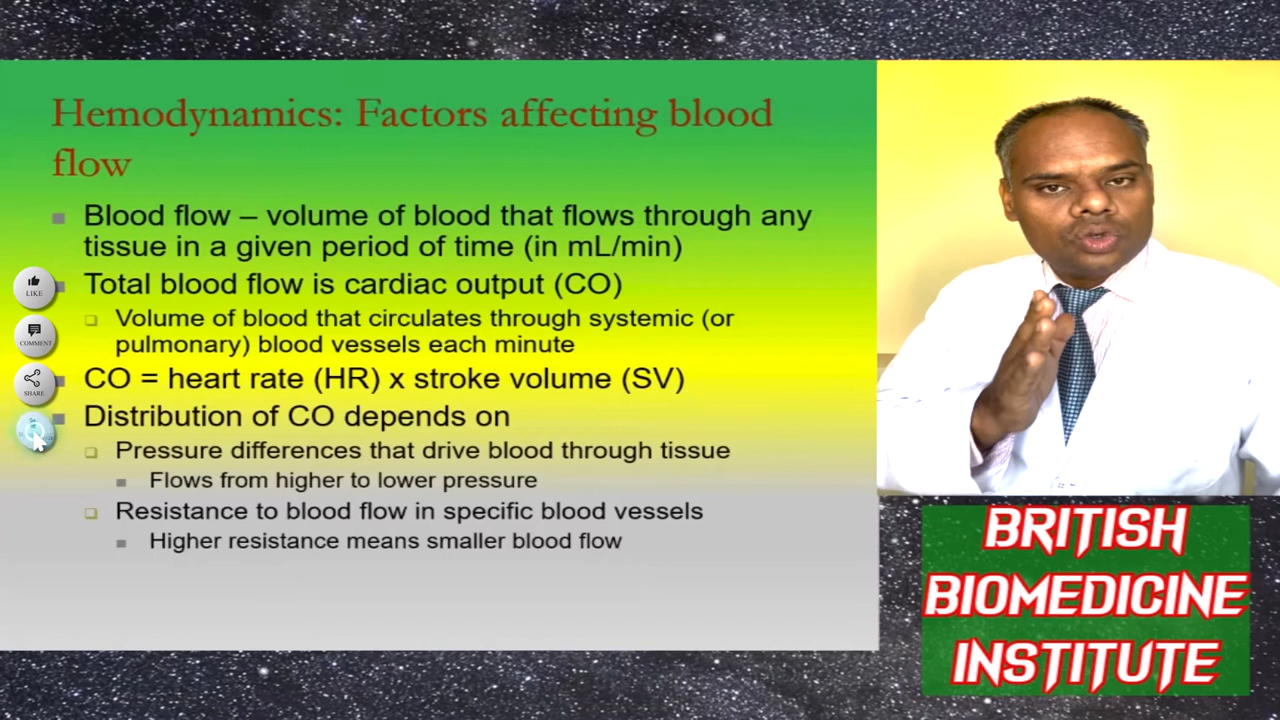 Hemodynamics: Factors affecting blood
flow
Blood flow – volume of blood that flows through any
tissue in a given period of time (in mL/min)
Total blood flow is cardiac output (CO)
Volume of blood that circulates through systemic (or
pulmonary) blood vessels each minute
CO = heart rate (HR) x stroke volume (SV)
Distribution of CO depends on
Pressure differences that drive blood through tissue
Flows from higher to lower pressure
Resistance to blood flow in specific blood vessels
Higher resistance means smaller blood flow
LIKE
COMMENT
SHARE
BRITISH
BIOMEDICINE
INSTITUTE